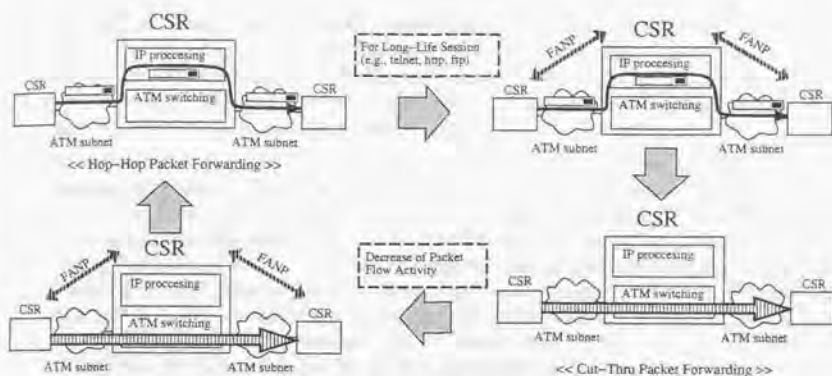 CSR
IP proccesing
ATM switching
CSR
CSR
ATM subnet
ATM subnet
<< Hop-Hop Packet Forwarding >>
For Long-Life Session
(e.g., telnet, http, ftp)
CSR
FANP
FANP
IP proccesing
ATM switching
CSR
CSR
ATM subnet
ATM subnet
CSR
IP proccesing
ATM switching
CSR
CSR
ATM subnet
ATM subnet
<< Cut-Thru Packet Forwarding >>
Decrease of Packet
Flow Activity
CSR
FANP
FANP
IP proccesing
ATM switching
CSR
CSR
ATM subnet
ATM subnet